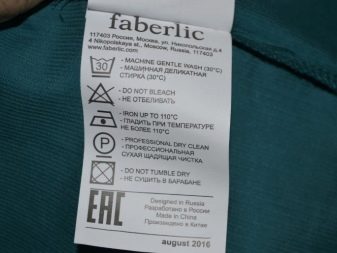 faberlic
117403 Россия, Москва, ул. Никольская д.4
4 Nikolopskaya st., Moscow, Russia, 117403
www.faberlic.com
30
- MACHINE GENTLE WASH (30°C)
- МАШИННАЯ ДЕЛИКАТНАЯ
СТИРКА (30°C)
- DO NOT BLEACH
- НЕ ОТБЕЛИВАТЬ
- IRON UP TO 110°C
- ГЛАДИТЬ ПРИ ТЕМПЕРАТУРЕ
НЕ БОЛЕЕ 110°C
P
- PROFESSIONAL DRY CLEAN
- ПРОФЕССИОНАЛЬНАЯ
СУХАЯ ЩАДЯЩАЯ ЧИСТКА
- DO NOT TUMBLE DRY
- НЕ СУШИТЬ В БАРАБАНЕ
EAC
Designed in Russia
Разработано в России
Made in China
Произведено в Китае
august 2016